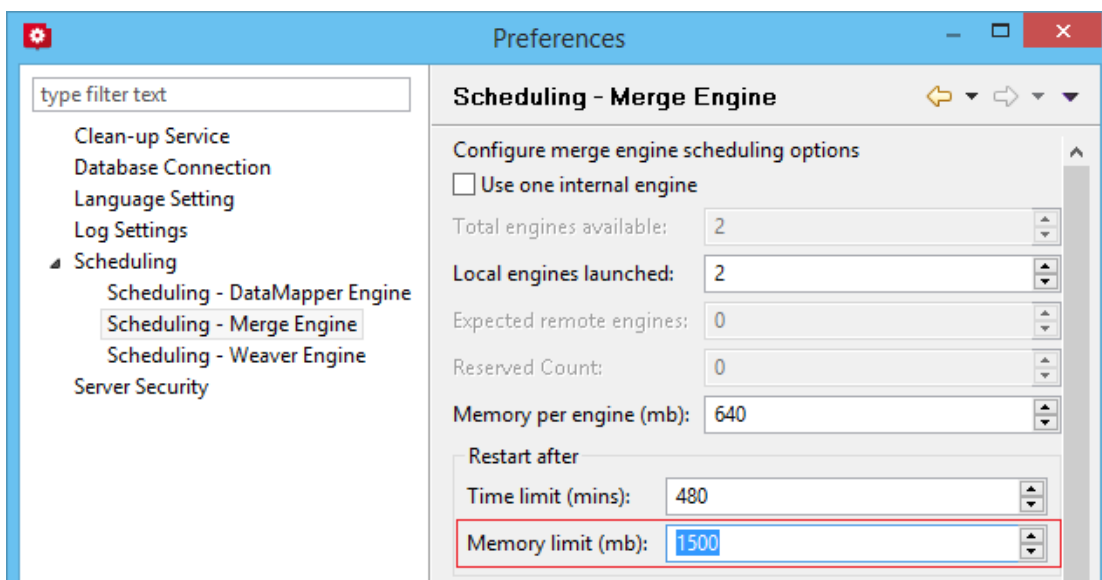 Preferences
type filter text
Clean-up Service
Database Connection
Language Setting
Log Settings
Scheduling
Scheduling - DataMapper Engine
Scheduling - Merge Engine
Scheduling - Weaver Engine
Server Security
Scheduling - Merge Engine
Configure merge engine scheduling options
Use one internal engine
Total engines available: 2
Local engines launched: 2
Expected remote engines: 0
Reserved Count: 0
Memory per engine (mb): 640
Restart after
Time limit (mins): 480
Memory limit (mb): 1500